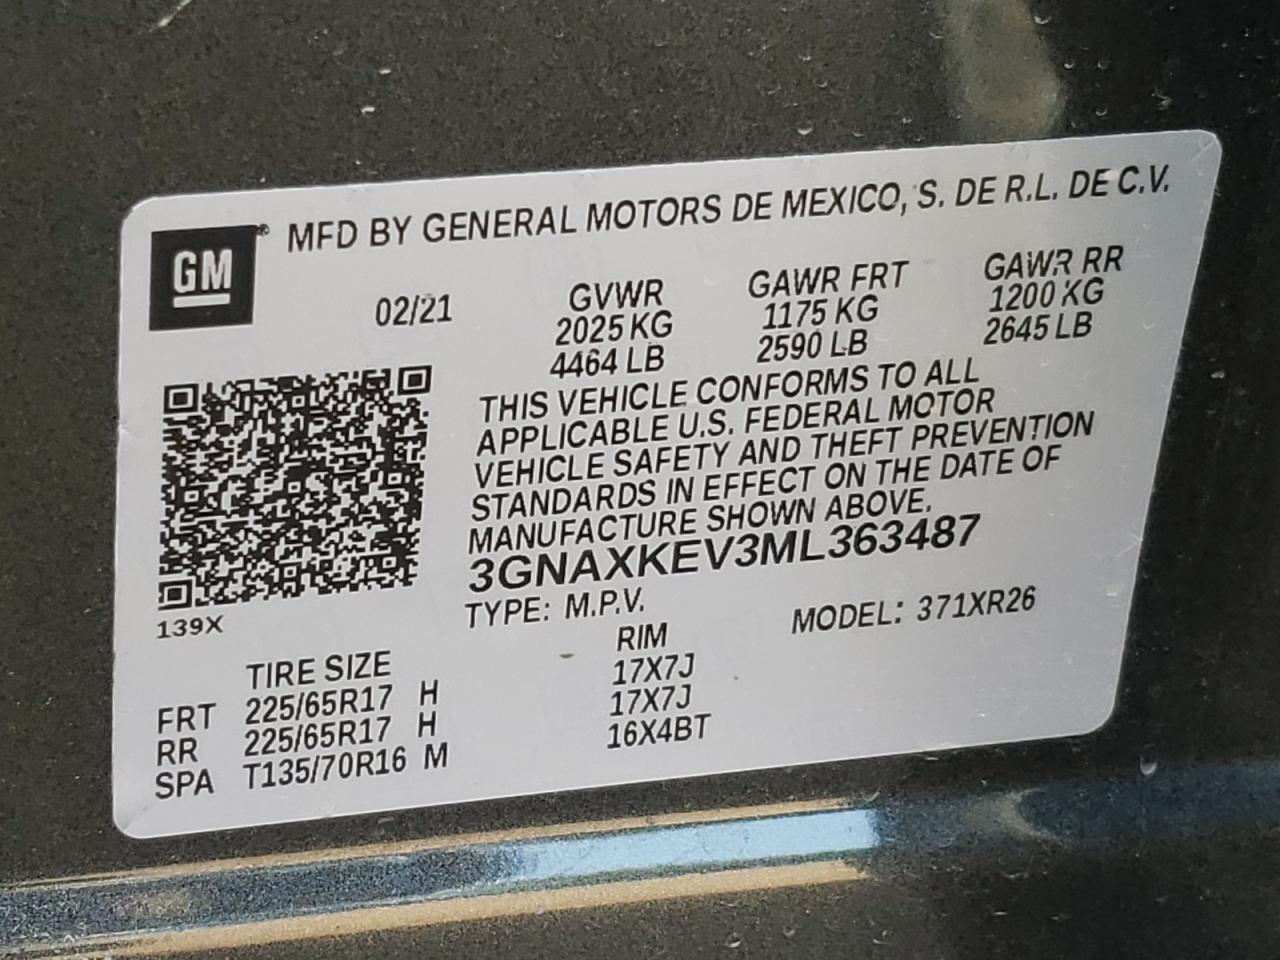 GM® MFD BY GENERAL MOTORS DE MEXICO, S. DE R.L. DE C.V.
02/21 GVWR GAWR FRT GAWR RR
2025 KG 1175 KG 1200 KG
4464 LB 2590 LB 2645 LB
THIS VEHICLE CONFORMS TO ALL
APPLICABLE U.S. FEDERAL MOTOR
VEHICLE SAFETY AND THEFT PREVENTION
STANDARDS IN EFFECT ON THE DATE OF
MANUFACTURE SHOWN ABOVE.
3GNAXKEV3ML363487
139X
TYPE: M.P.V. MODEL: 371XR26
TIRE SIZE RIM
FRT 225/65R17 H 17X7J
RR 225/65R17 H 17X7J
SPA T135/70R16 M 16X4BT